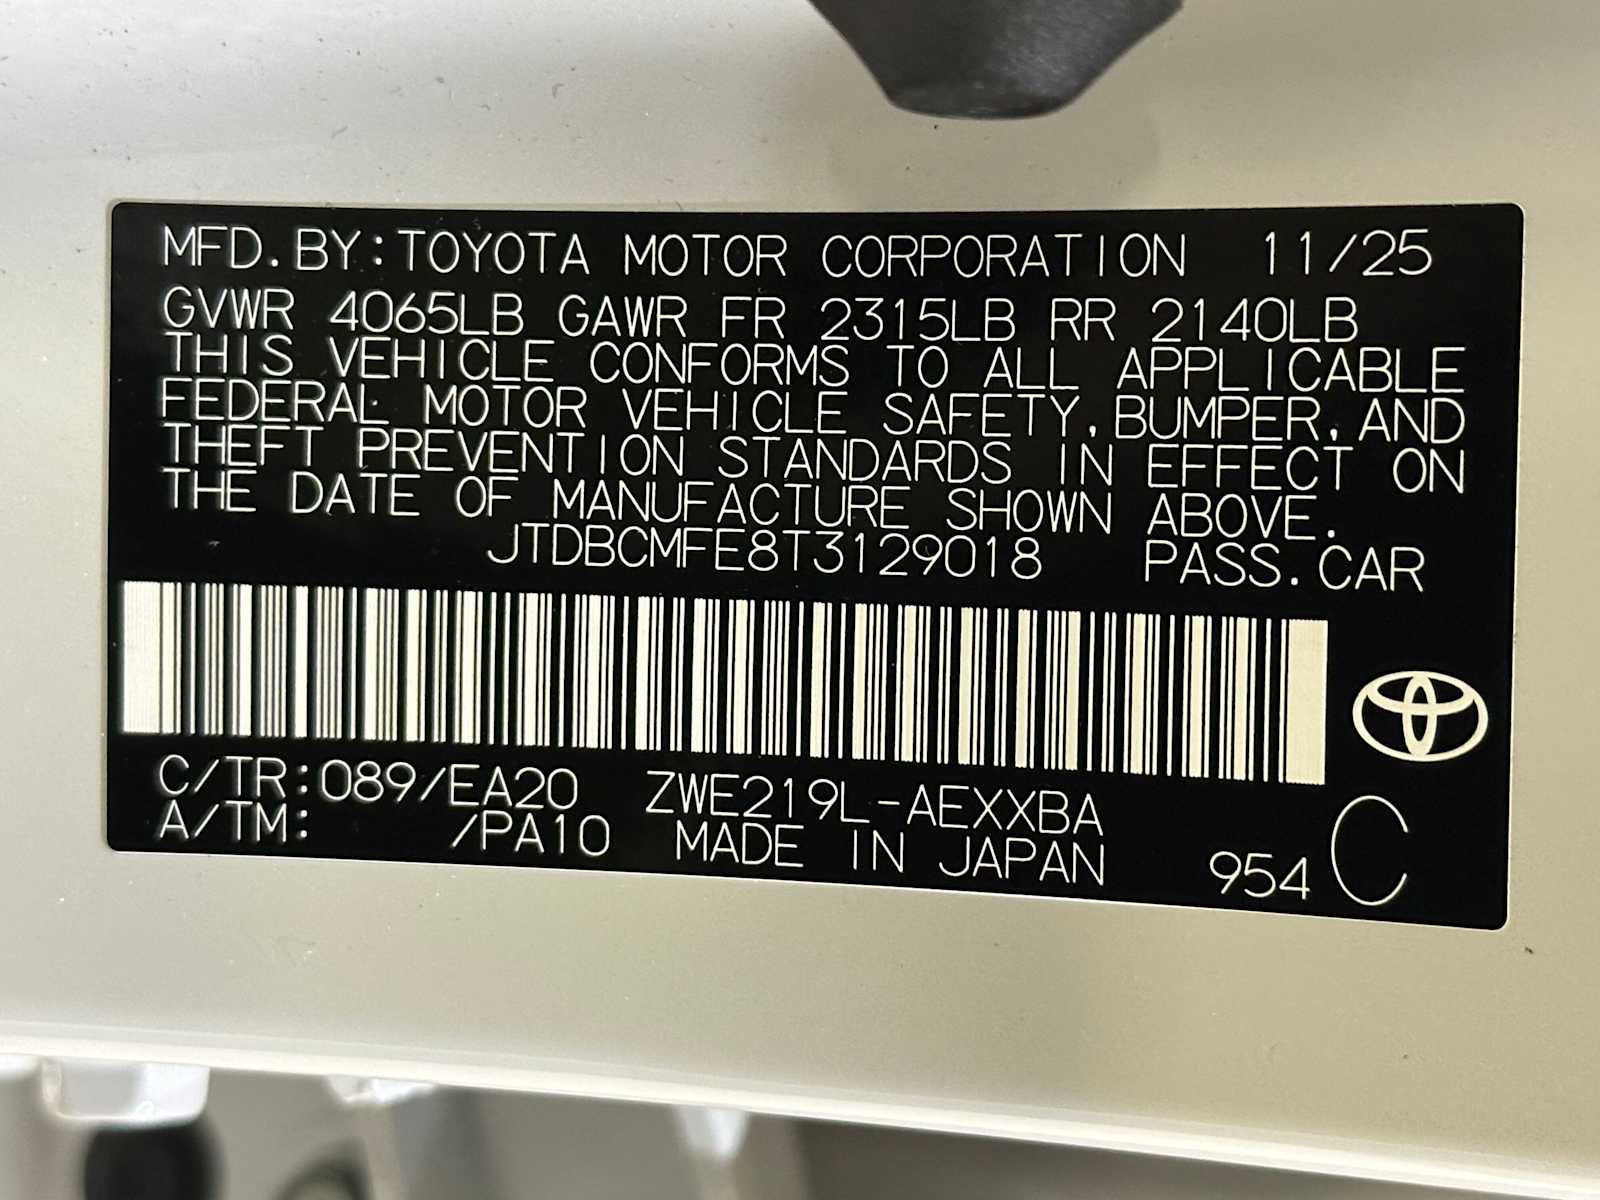 MFD. BY: TOYOTA MOTOR CORPORATION 11/25
GVWR 4065LB GAWR FR 2315LB RR 2140LB
THIS VEHICLE CONFORMS TO ALL APPLICABLE
FEDERAL MOTOR VEHICLE SAFETY, BUMPER, AND
THEFT PREVENTION STANDARDS IN EFFECT ON
THE DATE OF MANUFACTURE SHOWN ABOVE.
JTDBCMFE8T3129018 PASS. CAR
C/TR: 089/EA20 ZWE219L-AEXXBA
A/TM: /PA10 MADE IN JAPAN 954 C